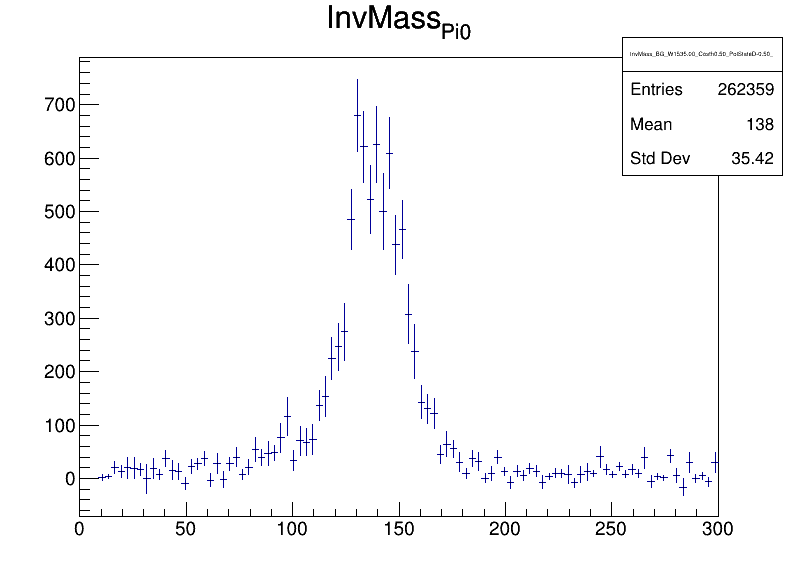 InvMass_Pi0
InvMass_BG_W1535.00_Costh0.50_PolStateD-0.50_
Entries 262359
Mean 138
Std Dev 35.42
700
600
500
400
300
200
100
0
0 50 100 150 200 250 300